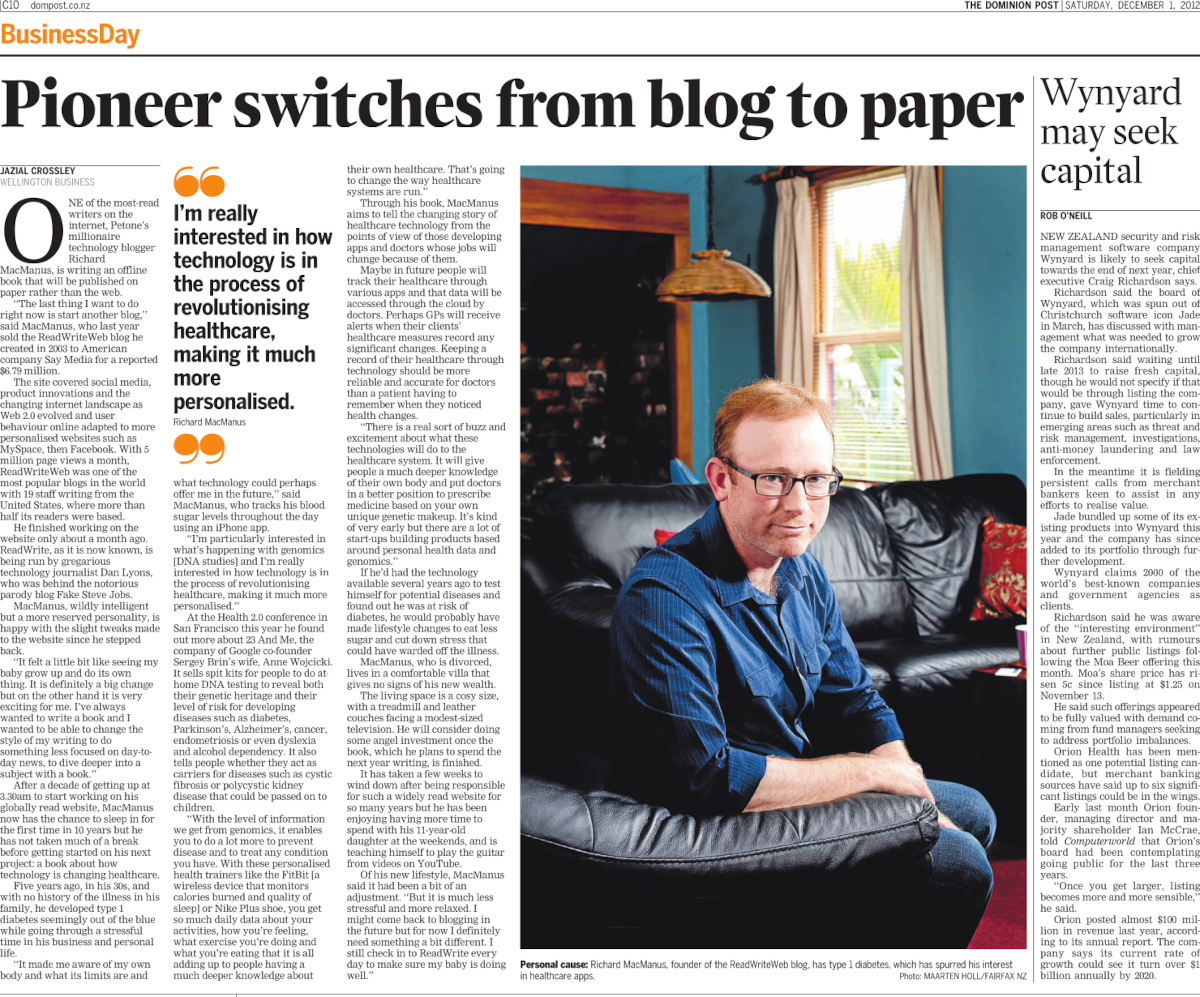 C10 dompost.co.nz
THE DOMINION POST SATURDAY, DECEMBER 1, 2012
BusinessDay
Pioneer switches from blog to paper
JAZIAL CROSSLEY
WELLINGTON BUSINESS
ONE of the most-read
writers on the
internet, Petone's
millionaire
technology blogger
Richard
MacManus, is writing an offline
book that will be published on
paper rather than the web.
"The last thing I want to do
right now is start another blog,"
said MacManus, who last year
sold the ReadWriteWeb blog he
created in 2003 to American
company Say Media for a reported
$6.79 million.
The site covered social media,
product innovations and the
changing internet landscape as
Web 2.0 evolved and user
behaviour online adapted to more
personalised websites such as
MySpace, then Facebook. With 5
million page views a month,
ReadWriteWeb was one of the
most popular blogs in the world
with 19 staff writing from the
United States, where more than
half its readers were based.
He finished working on the
website only about a month ago.
ReadWrite, as it is now known, is
being run by gregarious
technology journalist Dan Lyons,
who was behind the notorious
parody blog Fake Steve Jobs.
MacManus, wildly intelligent
but a more reserved personality, is
happy with the slight tweaks made
to the website since he stepped
back.
"It felt a little bit like seeing my
baby grow up and do its own
thing. It is definitely a big change
but on the other hand it is very
exciting for me. I've always
wanted to write a book and I
wanted to be able to change the
style of my writing to do
something less focused on day-to-
day news, to dive deeper into a
subject with a book."
After a decade of getting up at
3.30am to start working on his
globally read website, MacManus
now has the chance to sleep in for
the first time in 10 years but he
has not taken much of a break
before getting started on his next
project: a book about how
technology is changing healthcare.
Five years ago, in his 30s, and
with no history of the illness in his
family, he developed type 1
diabetes seemingly out of the blue
while going through a stressful
time in his business and personal
life.
"It made me aware of my own
body and what its limits are and
“
I'm really
interested in how
technology is in
the process of
revolutionising
healthcare,
making it much
more
personalised.
Richard MacManus
”
what technology could perhaps
offer me in the future," said
MacManus, who tracks his blood
sugar levels throughout the day
using an iPhone app.
"I'm particularly interested in
what's happening with genomics
[DNA studies] and I'm really
interested in how technology is in
the process of revolutionising
healthcare, making it much more
personalised."
At the Health 2.0 conference in
San Francisco this year he found
out more about 23 And Me, the
company of Google co-founder
Sergey Brin's wife, Anne Wojcicki.
It sells spit kits for people to do at-
home DNA testing to reveal both
their genetic heritage and their
level of risk for developing
diseases such as diabetes,
Parkinson's, Alzheimer's, cancer,
endometriosis or even dyslexia
and alcohol dependency. It also
tells people whether they act as
carriers for diseases such as cystic
fibrosis or polycystic kidney
disease that could be passed on to
children.
"With the level of information
we get from genomics, it enables
you to do a lot more to prevent
disease and to treat any condition
you have. With these personalised
health trainers like the FitBit [a
wireless device that monitors
calories burned and quality of
sleep] or Nike Plus shoe, you get
so much daily data about your
activities, how you're feeling,
what exercise you're doing and
what you're eating that it is all
adding up to people having a
much deeper knowledge about
their own healthcare. That's going
to change the way healthcare
systems are run."
Through his book, MacManus
aims to tell the changing story of
healthcare technology from the
points of view of those developing
apps and doctors whose jobs will
change because of them.
Maybe in future people will
track their healthcare through
various apps and that data will be
accessed through the cloud by
doctors. Perhaps GPs will receive
alerts when their clients'
healthcare measures record any
significant changes. Keeping a
record of their healthcare through
technology should be more
reliable and accurate for doctors
than a patient having to
remember when they noticed
health changes.
"There is a real sort of buzz and
excitement about what these
technologies will do to the
healthcare system. It will give
people a much deeper knowledge
of their own body and put doctors
in a better position to prescribe
medicine based on your own
unique genetic makeup. It's kind
of very early but there are a lot of
start-ups building products based
around personal health data and
genomics."
If he'd had the technology
available several years ago to test
himself for potential diseases and
found out he was at risk of
diabetes, he would probably have
made lifestyle changes to eat less
sugar and cut down stress that
could have warded off the illness.
MacManus, who is divorced,
lives in a comfortable villa that
gives no signs of his new wealth.
The living space is a cosy size,
with a treadmill and leather
couches facing a modest-sized
television. He will consider doing
some angel investment once the
book, which he plans to spend the
next year writing, is finished.
It has taken a few weeks to
wind down after being responsible
for such a widely read website for
so many years but he has been
enjoying having more time to
spend with his 11-year-old
daughter at the weekends, and is
teaching himself to play the guitar
from videos on YouTube.
Of his new lifestyle, MacManus
said it had been a bit of an
adjustment. "But it is much less
stressful and more relaxed. I
might come back to blogging in
the future but for now I definitely
need something a bit different. I
still check in to ReadWrite every
day to make sure my baby is doing
well."
Personal cause: Richard MacManus, founder of the ReadWriteWeb blog, has type 1 diabetes, which has spurred his interest
in healthcare apps.
Photo: MAARTEN HOLL/FAIRFAX NZ
Wynyard
may seek
capital
ROB O'NEILL
NEW ZEALAND security and risk
management software company
Wynyard is likely to seek capital
towards the end of next year, chief
executive Craig Richardson says.
Richardson said the board of
Wynyard, which was spun out of
Christchurch software icon Jade
in March, has discussed with man-
agement what was needed to grow
the company internationally.
Richardson said waiting until
late 2013 to raise fresh capital,
though he would not specify if that
would be through listing the com-
pany, gave Wynyard time to con-
tinue to build sales, particularly in
emerging areas such as threat and
risk management, investigations,
anti-money laundering and law
enforcement.
In the meantime it is fielding
persistent calls from merchant
bankers keen to assist in any
efforts to realise value.
Jade bundled up some of its ex-
isting products into Wynyard this
year and the company has since
added to its portfolio through fur-
ther development.
Wynyard claims 2000 of the
world's best-known companies
and government agencies as
clients.
Richardson said he was aware
of the "interesting environment"
in New Zealand, with rumours
about further public listings fol-
lowing the Moa Beer offering this
month. Moa's share price has ri-
sen 5c since listing at $1.25 on
November 13.
He said such offerings appeared
to be fully valued with demand co-
ming from fund managers seeking
to address portfolio imbalances.
Orion Health has been men-
tioned as one potential listing can-
didate, but merchant banking
sources have said up to six signifi-
cant listings could be in the wings.
Early last month Orion foun-
der, managing director and ma-
jority shareholder Ian McCrae,
told Computerworld that Orion's
board had been contemplating
going public for the last three
years.
"Once you get larger, listing
becomes more and more sensible,"
he said.
Orion posted almost $100 mil-
lion in revenue last year, accord-
ing to its annual report. The com-
pany says its current rate of
growth could see it turn over $1
billion annually by 2020.